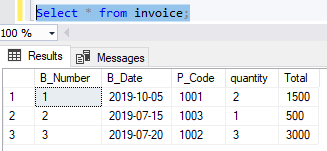 Select * from invoice;
100 %
Results Messages
B_Number B_Date P_Code quantity Total
1 1 2019-10-05 1001 2 1500
2 2 2019-07-15 1003 1 500
3 3 2019-07-20 1002 3 3000